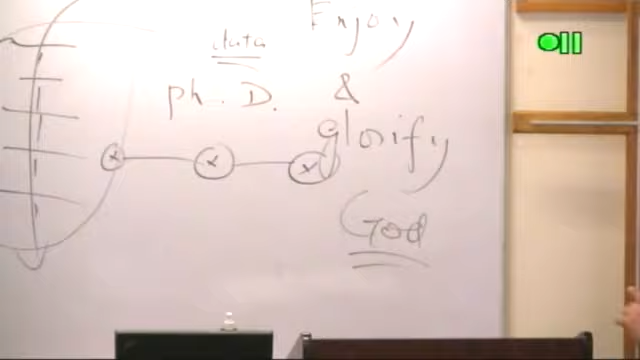 Enjoy
data
ph. D. &
glorify
x x x
God